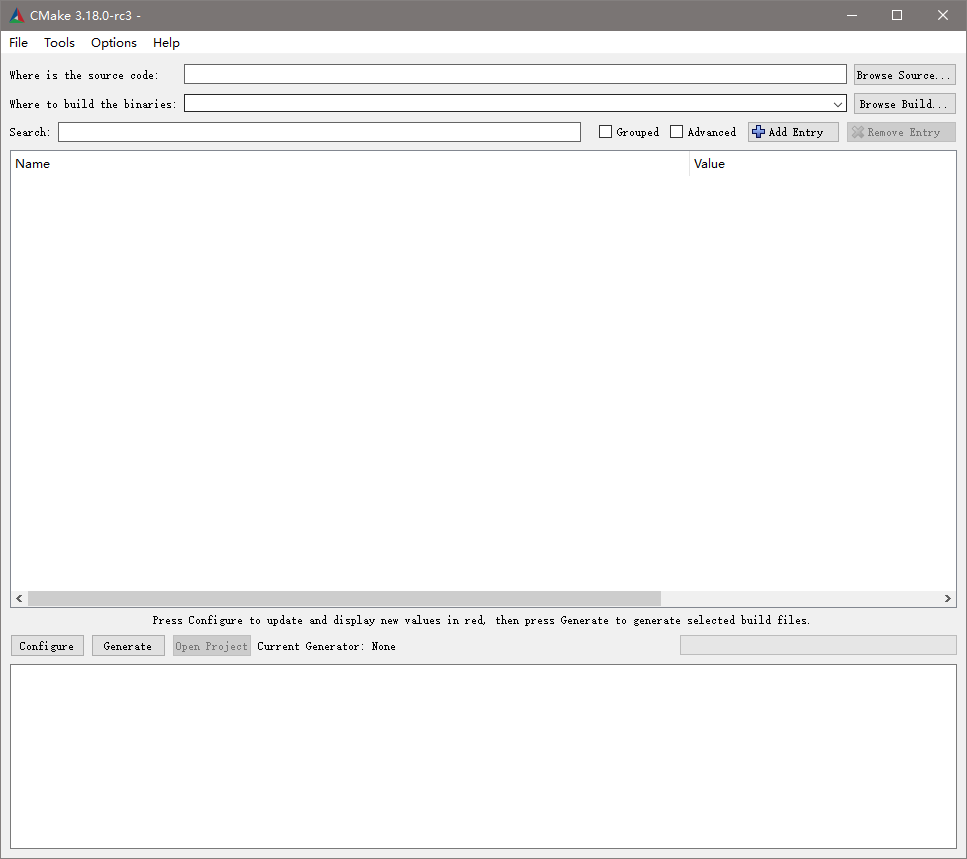 CMake 3.18.0-rc3 -
File Tools Options Help
Where is the source code: Browse Source...
Where to build the binaries: Browse Build...
Search: Grouped Advanced Add Entry Remove Entry
Name Value
Press Configure to update and display new values in red, then press Generate to generate selected build files.
Configure Generate Open Project Current Generator: None